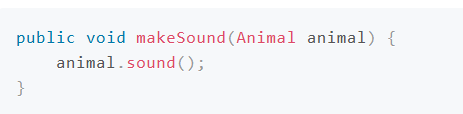 public void makeSound(Animal animal) {
    animal.sound();
}